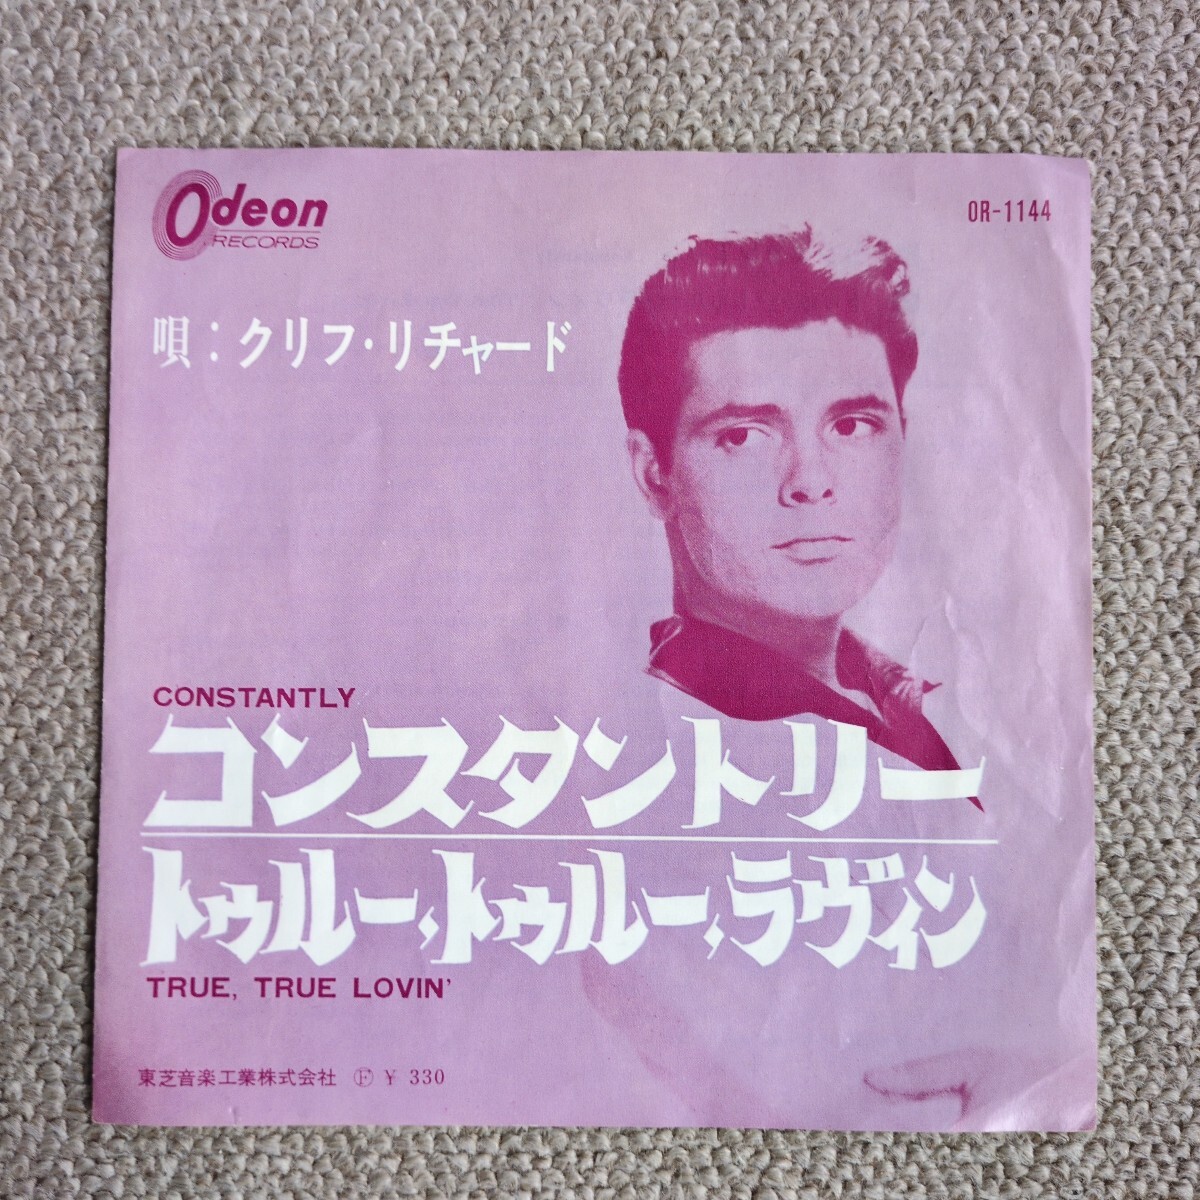 Odeon
RECORDS
OR-1144
唄：クリフ・リチャード
CONSTANTLY
コンスタントリー
トゥルー,トゥルー,ラヴィン
TRUE, TRUE LOVIN'
東芝音楽工業株式会社 Ⓕ ¥ 330